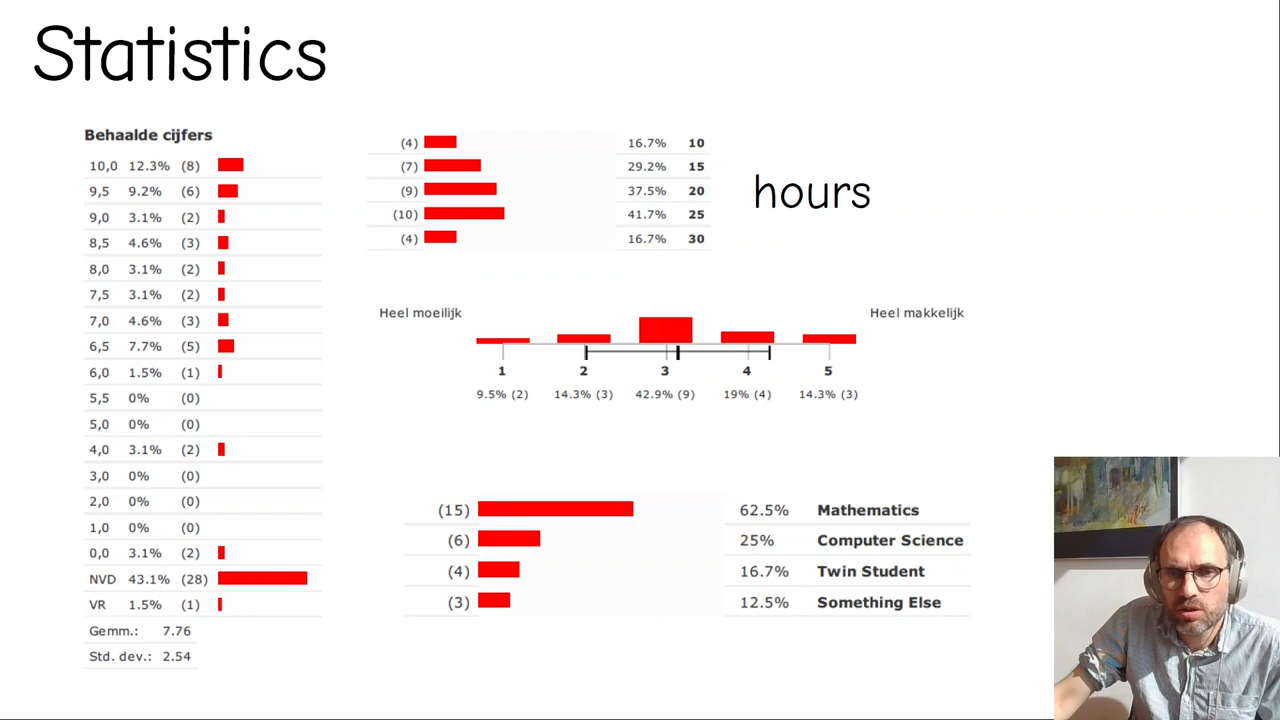 Statistics
Behaalde cijfers
10,0 12.3% (8)
9,5 9.2% (6)
9,0 3.1% (2)
8,5 4.6% (3)
8,0 3.1% (2)
7,5 3.1% (2)
7,0 4.6% (3)
6,5 7.7% (5)
6,0 1.5% (1)
5,5 0% (0)
5,0 0% (0)
4,0 3.1% (2)
3,0 0% (0)
2,0 0% (0)
1,0 0% (0)
0,0 3.1% (2)
NVD 43.1% (28)
VR 1.5% (1)
Gemm.: 7.76
Std. dev.: 2.54
(4) 16.7% 10
(7) 29.2% 15
(9) 37.5% 20
(10) 41.7% 25
(4) 16.7% 30
hours
Heel moeilijk Heel makkelijk
1 2 3 4 5
9.5% (2) 14.3% (3) 42.9% (9) 19% (4) 14.3% (3)
(15) 62.5% Mathematics
(6) 25% Computer Science
(4) 16.7% Twin Student
(3) 12.5% Something Else